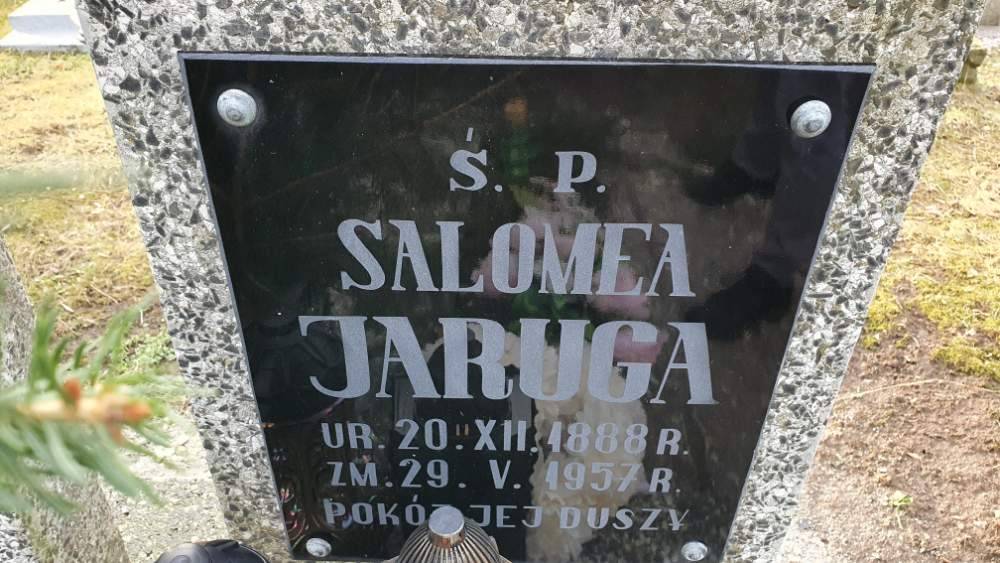 Ś. P.
SALOMEA
JARUGA
UR. 20. XII. 1888 R.
ZM. 29. V. 1957 R.
POKÓJ JEJ DUSZY